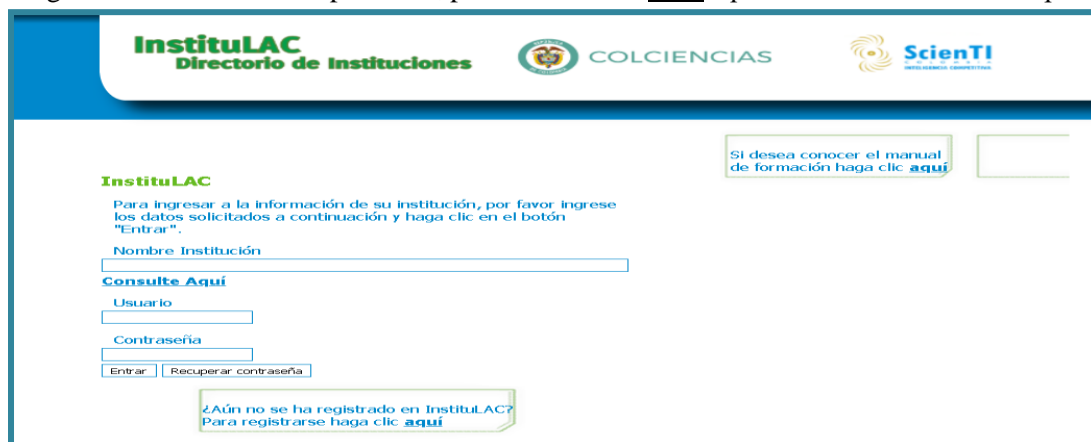 InstituLAC
Directorio de Instituciones
COLCIENCIAS
ScienTI
Si desea conocer el manual
de formación haga clic aquí
InstituLAC
Para ingresar a la información de su institución, por favor ingrese
los datos solicitados a continuación y haga clic en el botón
"Entrar".
Nombre Institución
Consulte Aquí
Usuario
Contraseña
Entrar Recuperar contraseña
¿Aún no se ha registrado en InstituLAC?
Para registrarse haga clic aquí